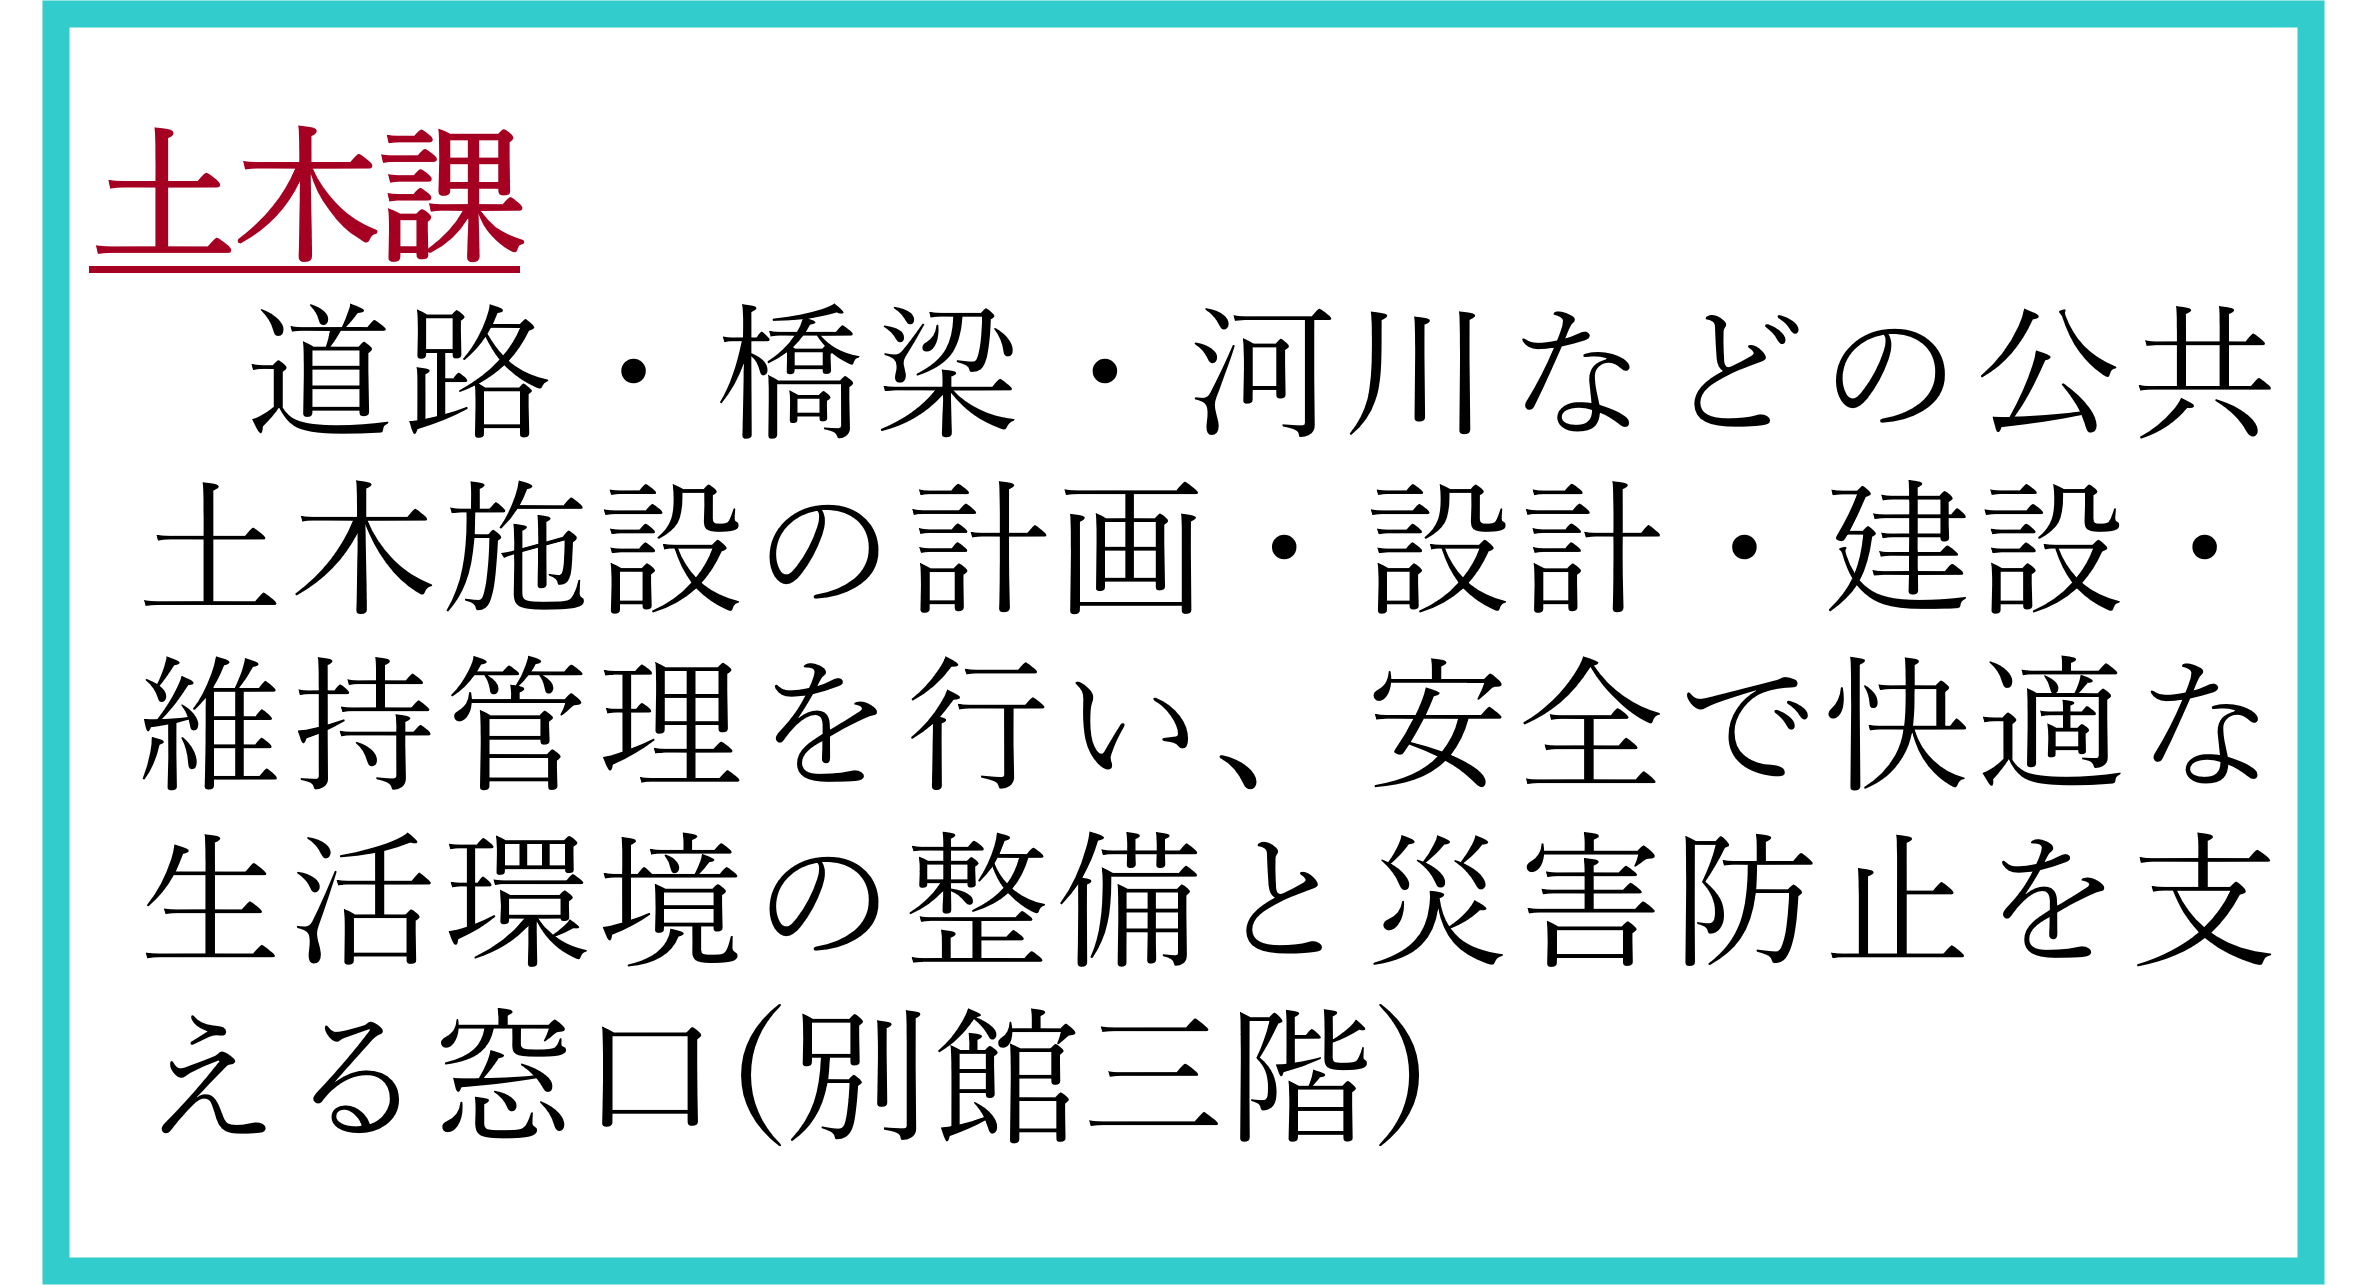 土木課
道路・橋梁・河川などの公共
土木施設の計画・設計・建設・
維持管理を行い、安全で快適な
生活環境の整備と災害防止を支
える窓口(別館三階)